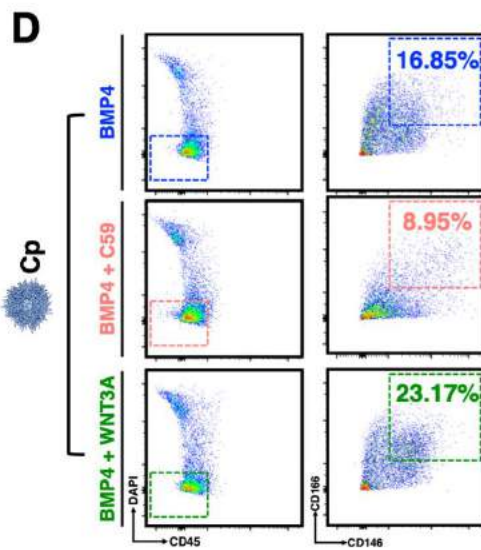 D
BMP4
16.85%
Cp
BMP4 + C59
8.95%
BMP4 + WNT3A
23.17%
DAPI
CD45
CD166
CD146